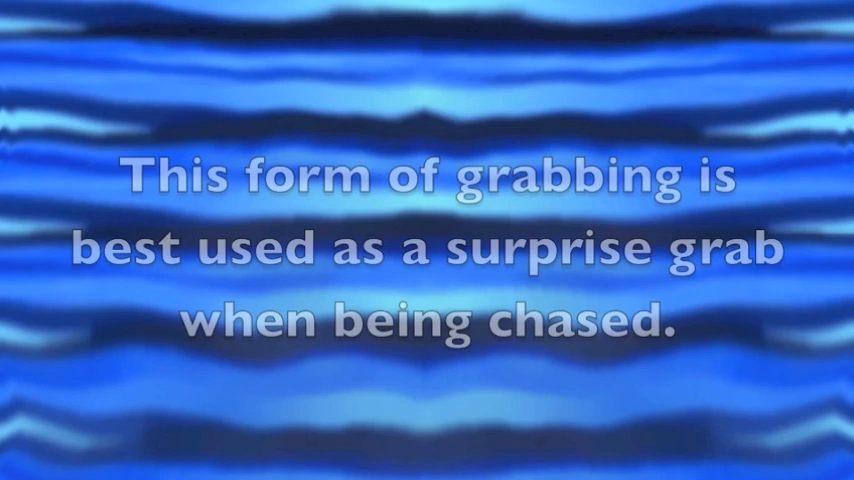 This form of grabbing is
best used as a surprise grab
when being chased.